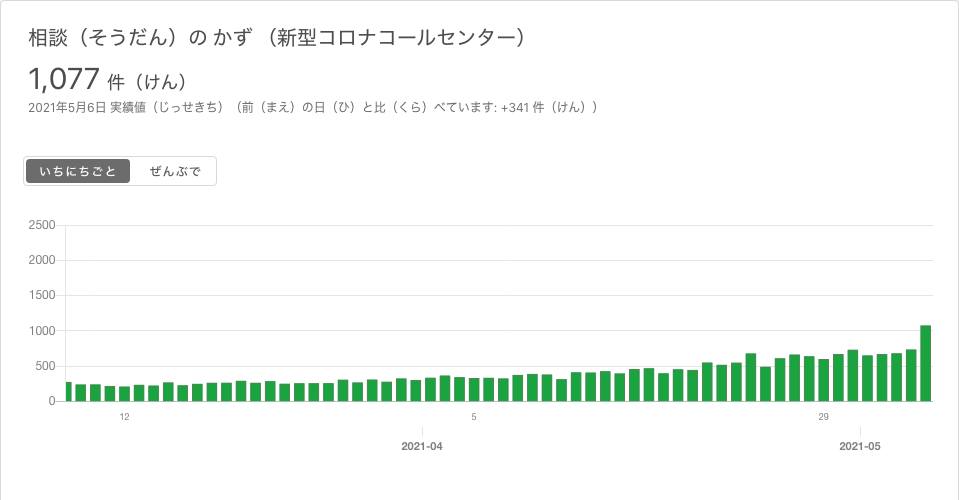 相談（そうだん）の かず （新型コロナコールセンター）
1,077 件（けん）
2021年5月6日 実績値（じっせきち）（前（まえ）の日（ひ）と比（くら）べています: +341 件（けん））
いちにちごと ぜんぶで
2500
2000
1500
1000
500
0
12 5 29
2021-04 2021-05